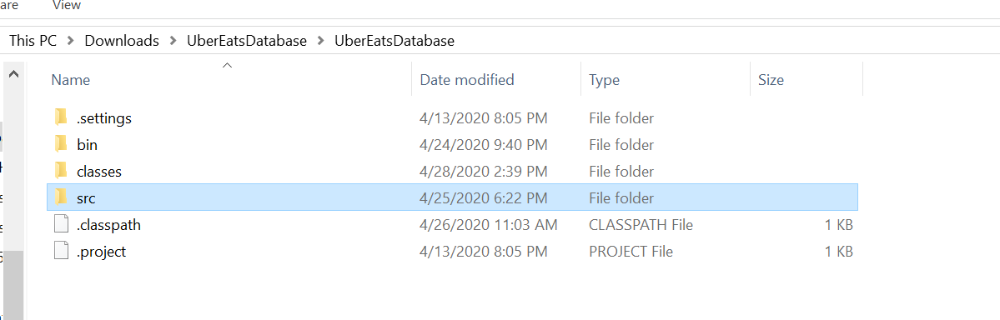 View
This PC > Downloads > UberEatsDatabase > UberEatsDatabase
Name Date modified Type Size
.settings 4/13/2020 8:05 PM File folder
bin 4/24/2020 9:40 PM File folder
classes 4/28/2020 2:39 PM File folder
src 4/25/2020 6:22 PM File folder
.classpath 4/26/2020 11:03 AM CLASSPATH File 1 KB
.project 4/13/2020 8:05 PM PROJECT File 1 KB